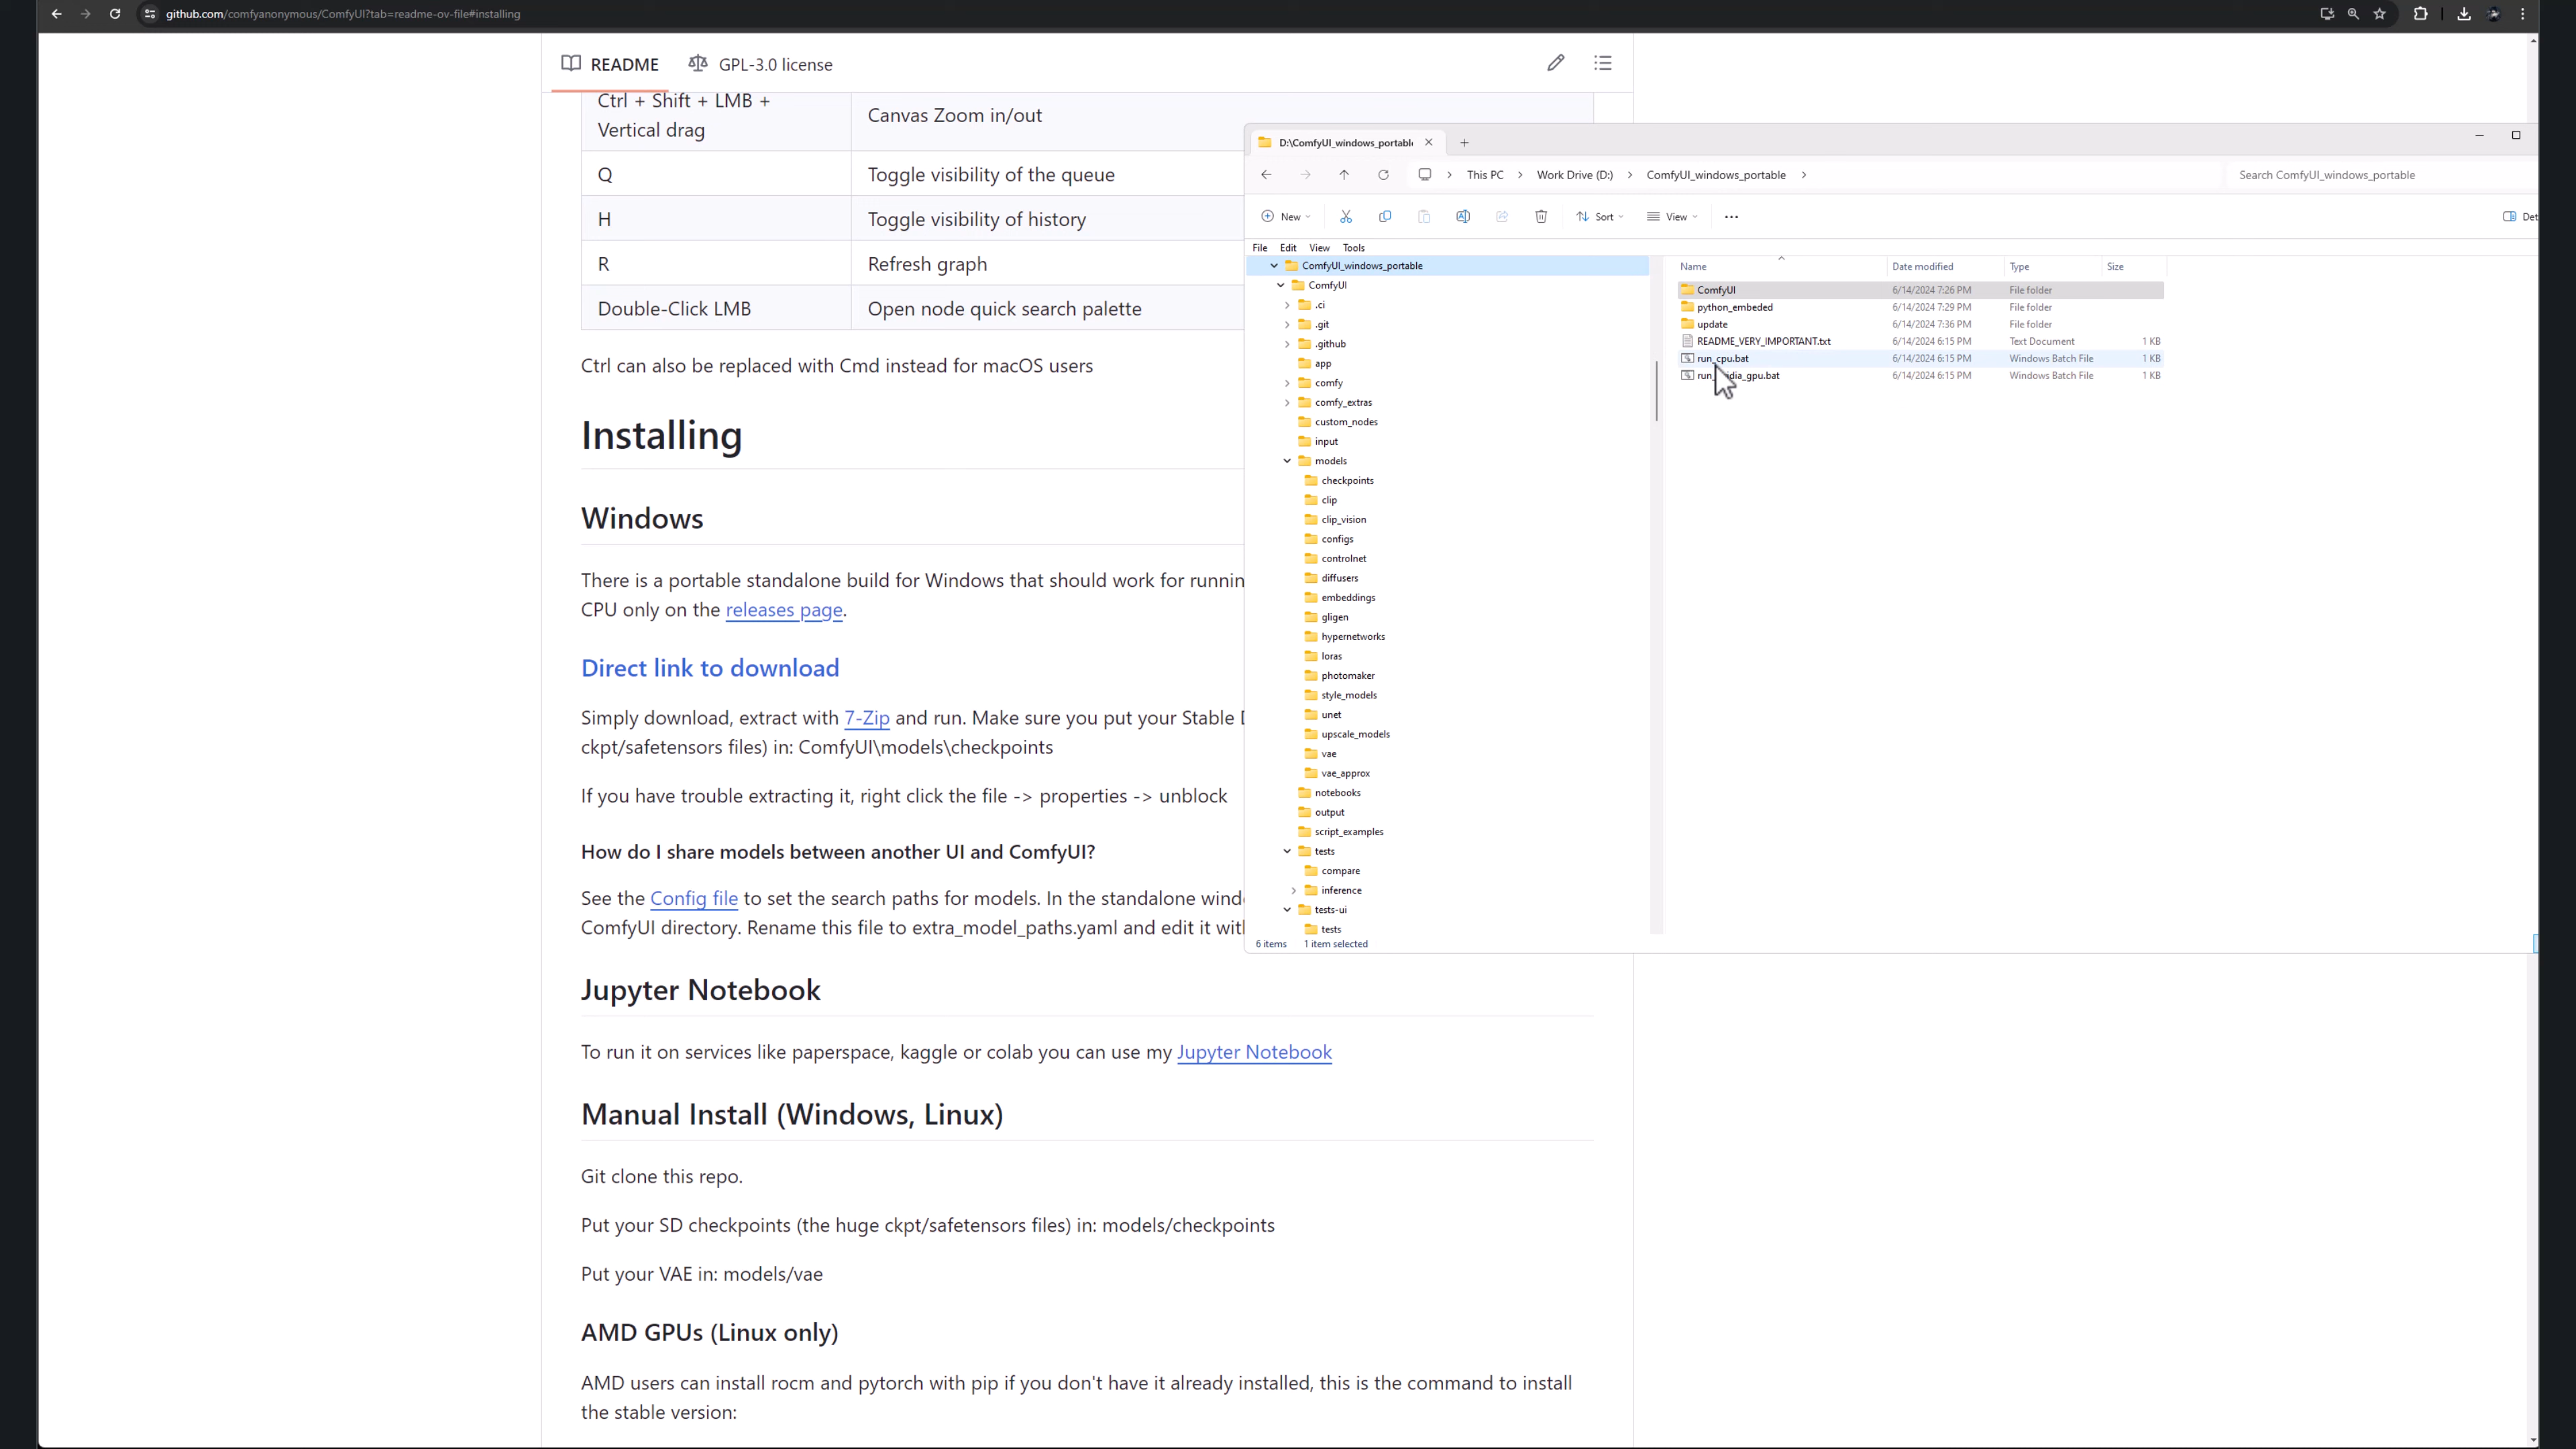 github.com/comfyanonymous/ComfyUI?tab=readme-ov-file#installing
README
GPL-3.0 license
Ctrl + Shift + LMB +
Vertical drag
Canvas Zoom in/out
Q
Toggle visibility of the queue
H
Toggle visibility of history
R
Refresh graph
Double-Click LMB
Open node quick search palette
Ctrl can also be replaced with Cmd instead for macOS users
Installing
Windows
There is a portable standalone build for Windows that should work for runnin
CPU only on the releases page.
Direct link to download
Simply download, extract with 7-Zip and run. Make sure you put your Stable D
ckpt/safetensors files) in: ComfyUI\models\checkpoints
If you have trouble extracting it, right click the file -> properties -> unblock
How do I share models between another UI and ComfyUI?
See the Config file to set the search paths for models. In the standalone wind
ComfyUI directory. Rename this file to extra_model_paths.yaml and edit it wit
Jupyter Notebook
To run it on services like paperspace, kaggle or colab you can use my Jupyter Notebook
Manual Install (Windows, Linux)
Git clone this repo.
Put your SD checkpoints (the huge ckpt/safetensors files) in: models/checkpoints
Put your VAE in: models/vae
AMD GPUs (Linux only)
AMD users can install rocm and pytorch with pip if you don't have it already installed, this is the command to install
the stable version:
D:\ComfyUI_windows_portabl
This PC
Work Drive (D:)
ComfyUI_windows_portable
Search ComfyUI_windows_portable
New
Sort
View
Det
File Edit View Tools
ComfyUI_windows_portable
ComfyUI
.ci
.git
.github
app
comfy
comfy_extras
custom_nodes
input
models
checkpoints
clip
clip_vision
configs
controlnet
diffusers
embeddings
gligen
hypernetworks
loras
photomaker
style_models
unet
upscale_models
vae
vae_approx
notebooks
output
script_examples
tests
compare
inference
tests-ui
tests
Name Date modified Type Size
ComfyUI 6/14/2024 7:26 PM File folder
python_embeded 6/14/2024 7:29 PM File folder
update 6/14/2024 7:36 PM File folder
README_VERY_IMPORTANT.txt 6/14/2024 6:15 PM Text Document 1 KB
run_cpu.bat 6/14/2024 6:15 PM Windows Batch File 1 KB
6/14/2024 6:15 PM Windows Batch File 1 KB
6 items 1 item selected